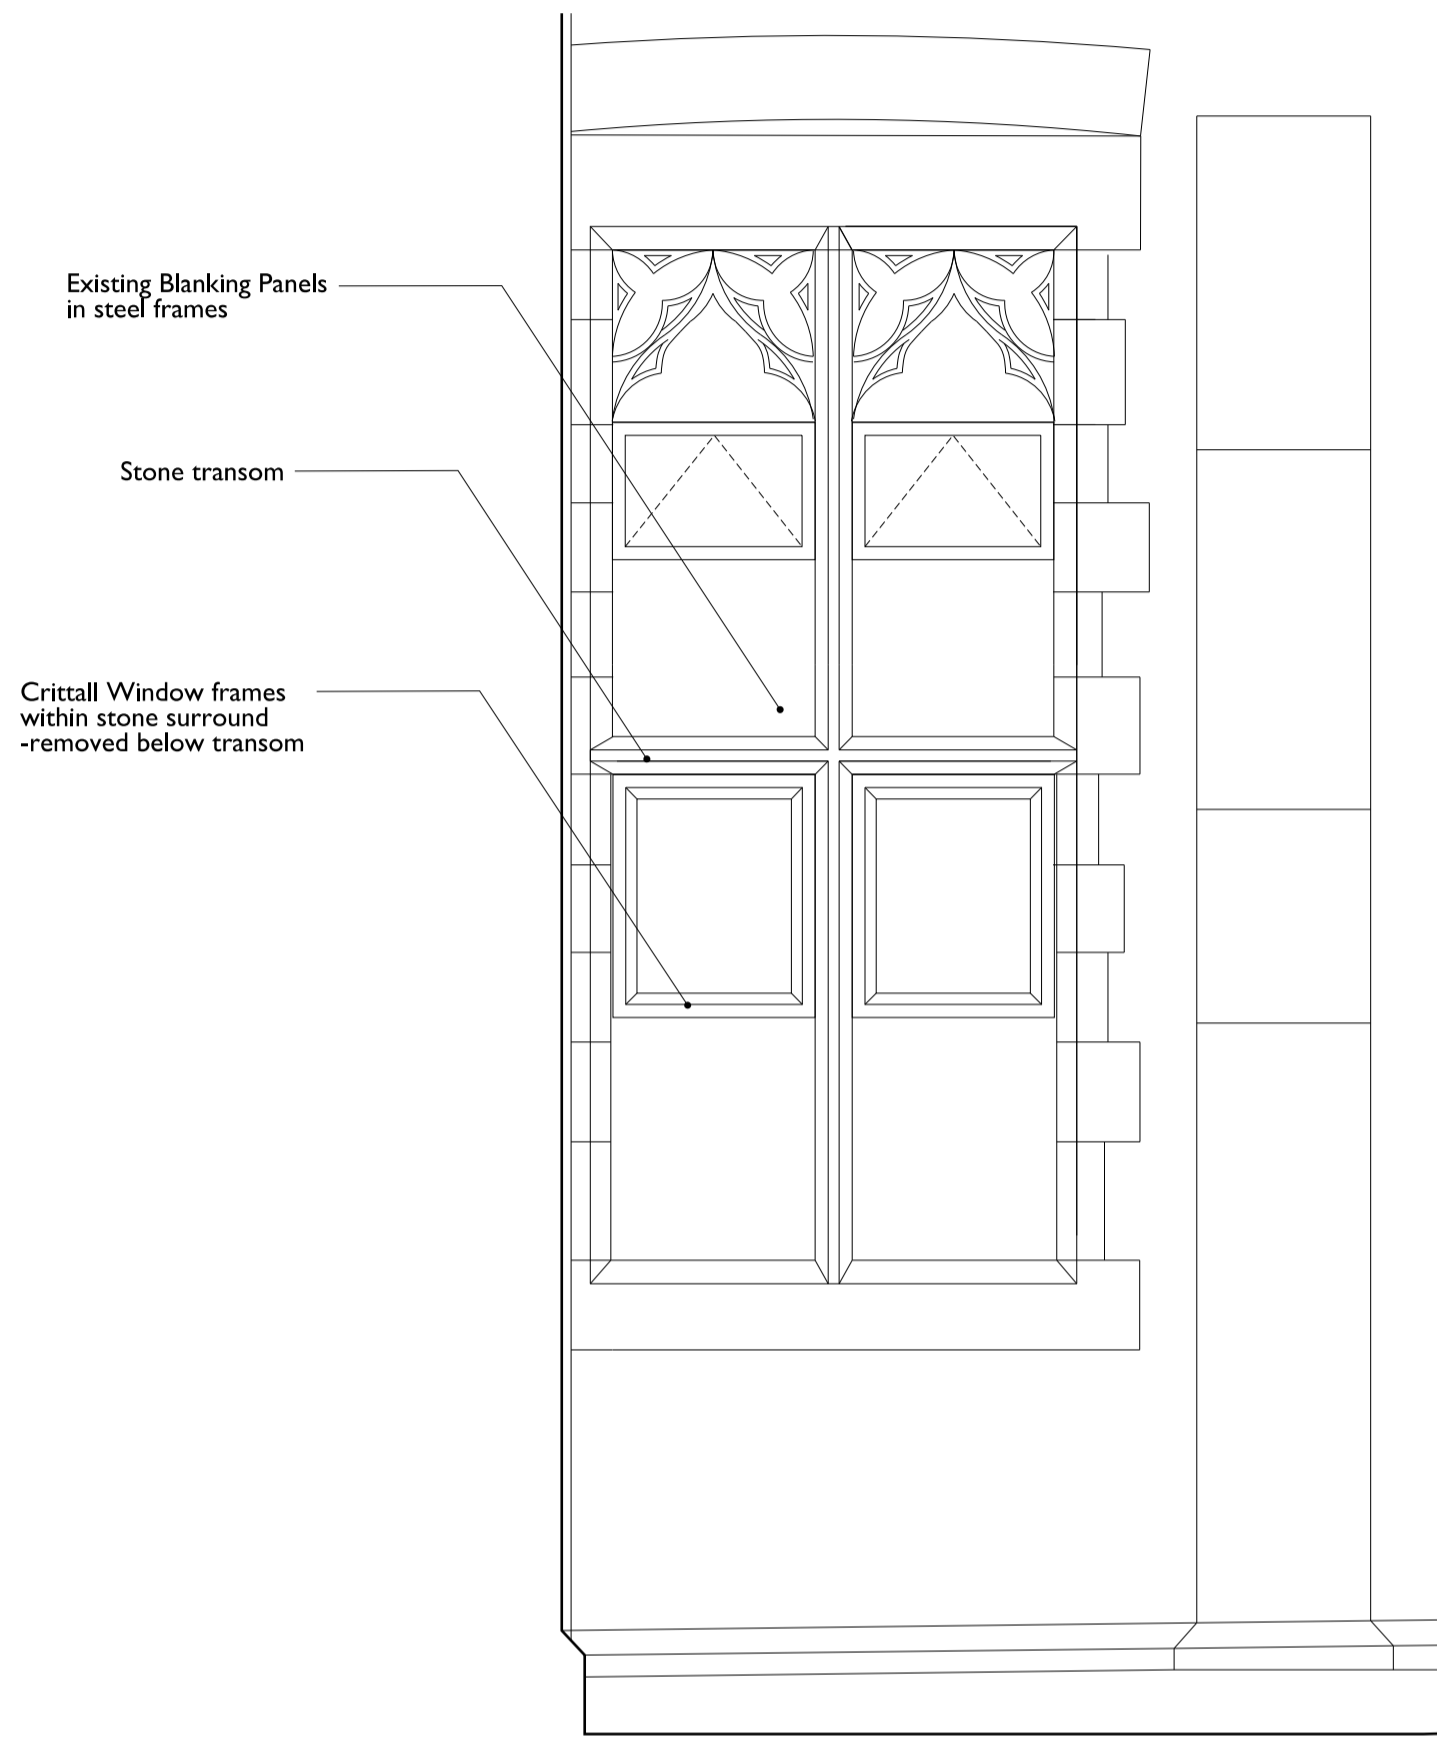 Existing Blanking Panels
in steel frames
Stone transom
Crittall Window frames
within stone surround
-removed below transom